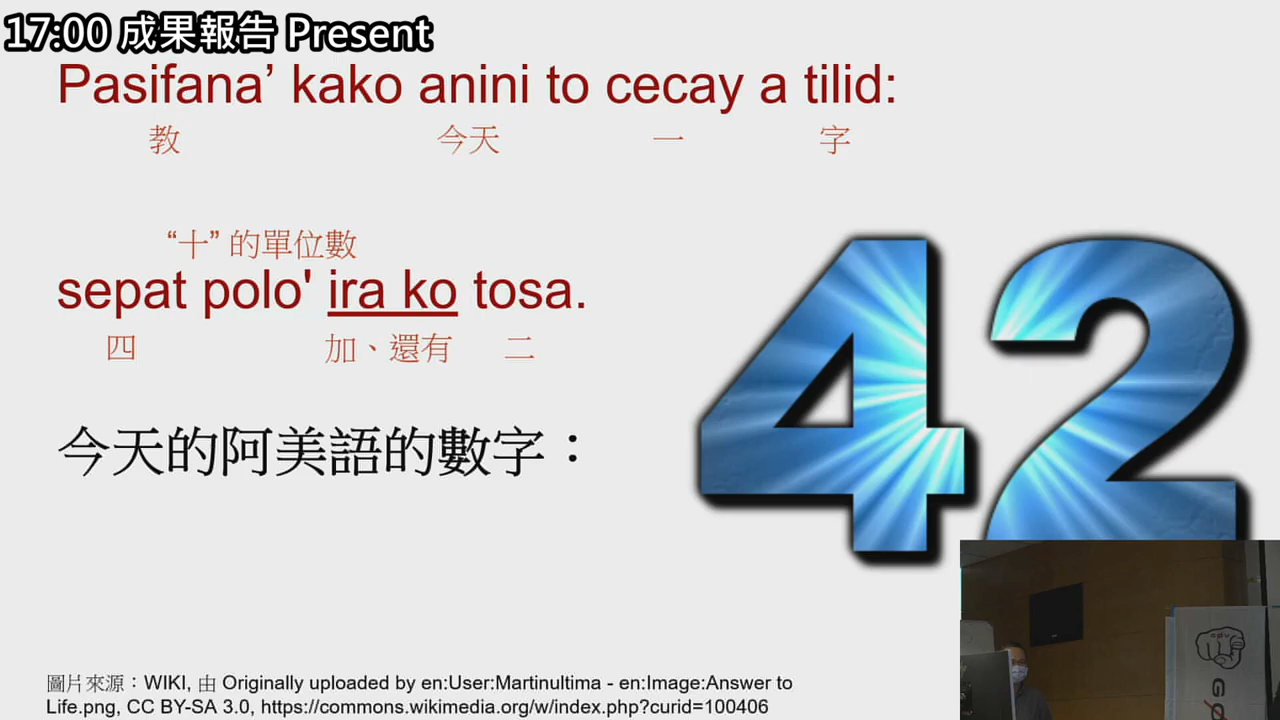 17:00 成果報告 Present
Pasifana’ kako anini to cecay a tilid:
教 今天 一 字
“十” 的單位數
sepat polo' ira ko tosa.
四 加、還有 二
今天的阿美語的數字：
42
圖片來源：WIKI, 由 Originally uploaded by en:User:Martinultima - en:Image:Answer to
Life.png, CC BY-SA 3.0, https://commons.wikimedia.org/w/index.php?curid=100406